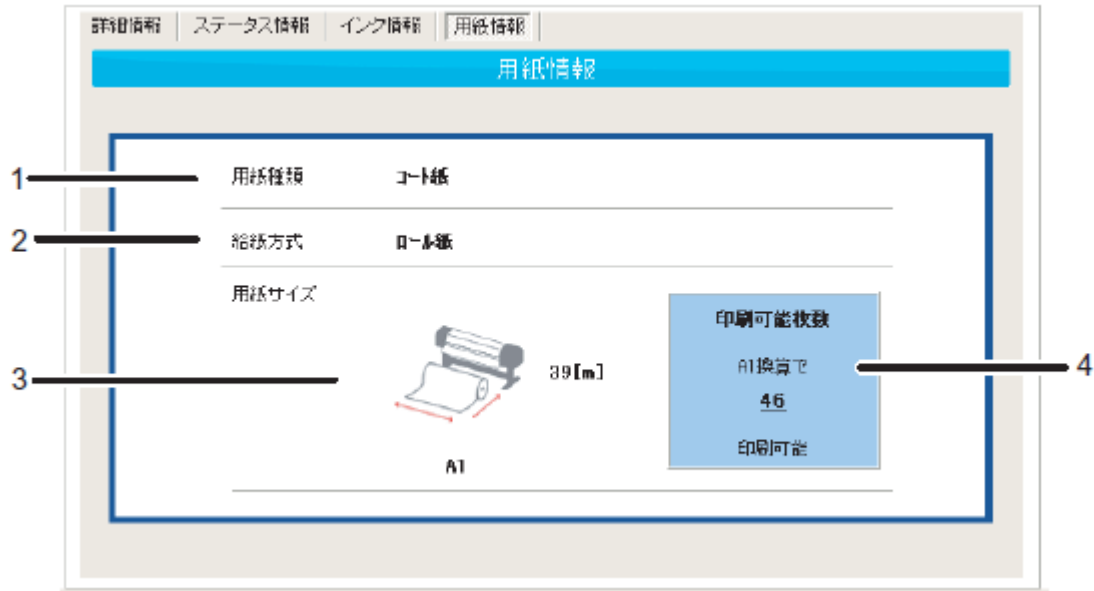 詳細情報 ステータス情報 インク情報 用紙情報
用紙情報
1 用紙種類 コート紙
2 給紙方式 ロール紙
用紙サイズ
印刷可能枚数
3 39[m] A1換算で 4
46
印刷可能
A1